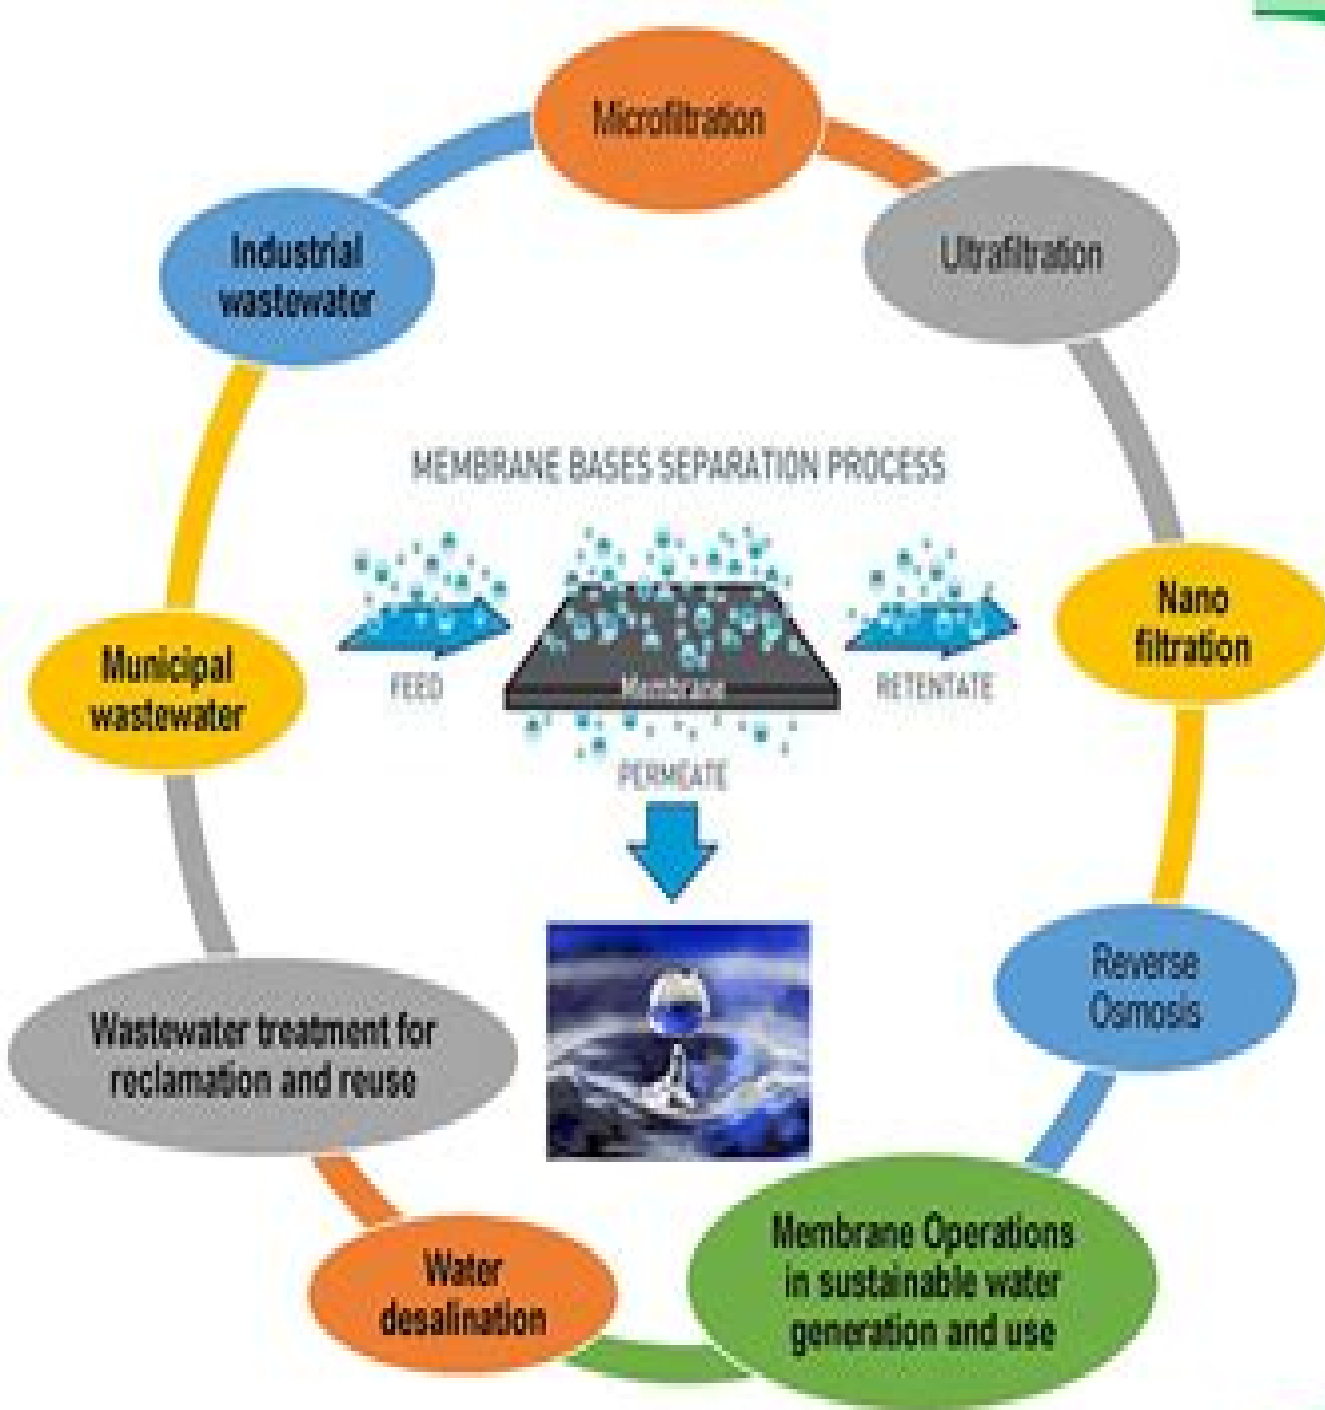 Microfiltration
Ultrafiltration
Industrial
wastewater
MEMBRANE BASES SEPARATION PROCESS
Nano
filtration
Municipal
wastewater
FEED
Membrane
RETENTATE
PERMEATE
Reverse
Osmosis
Wastewater treatment for
reclamation and reuse
Membrane Operations
in sustainable water
generation and use
Water
desalination